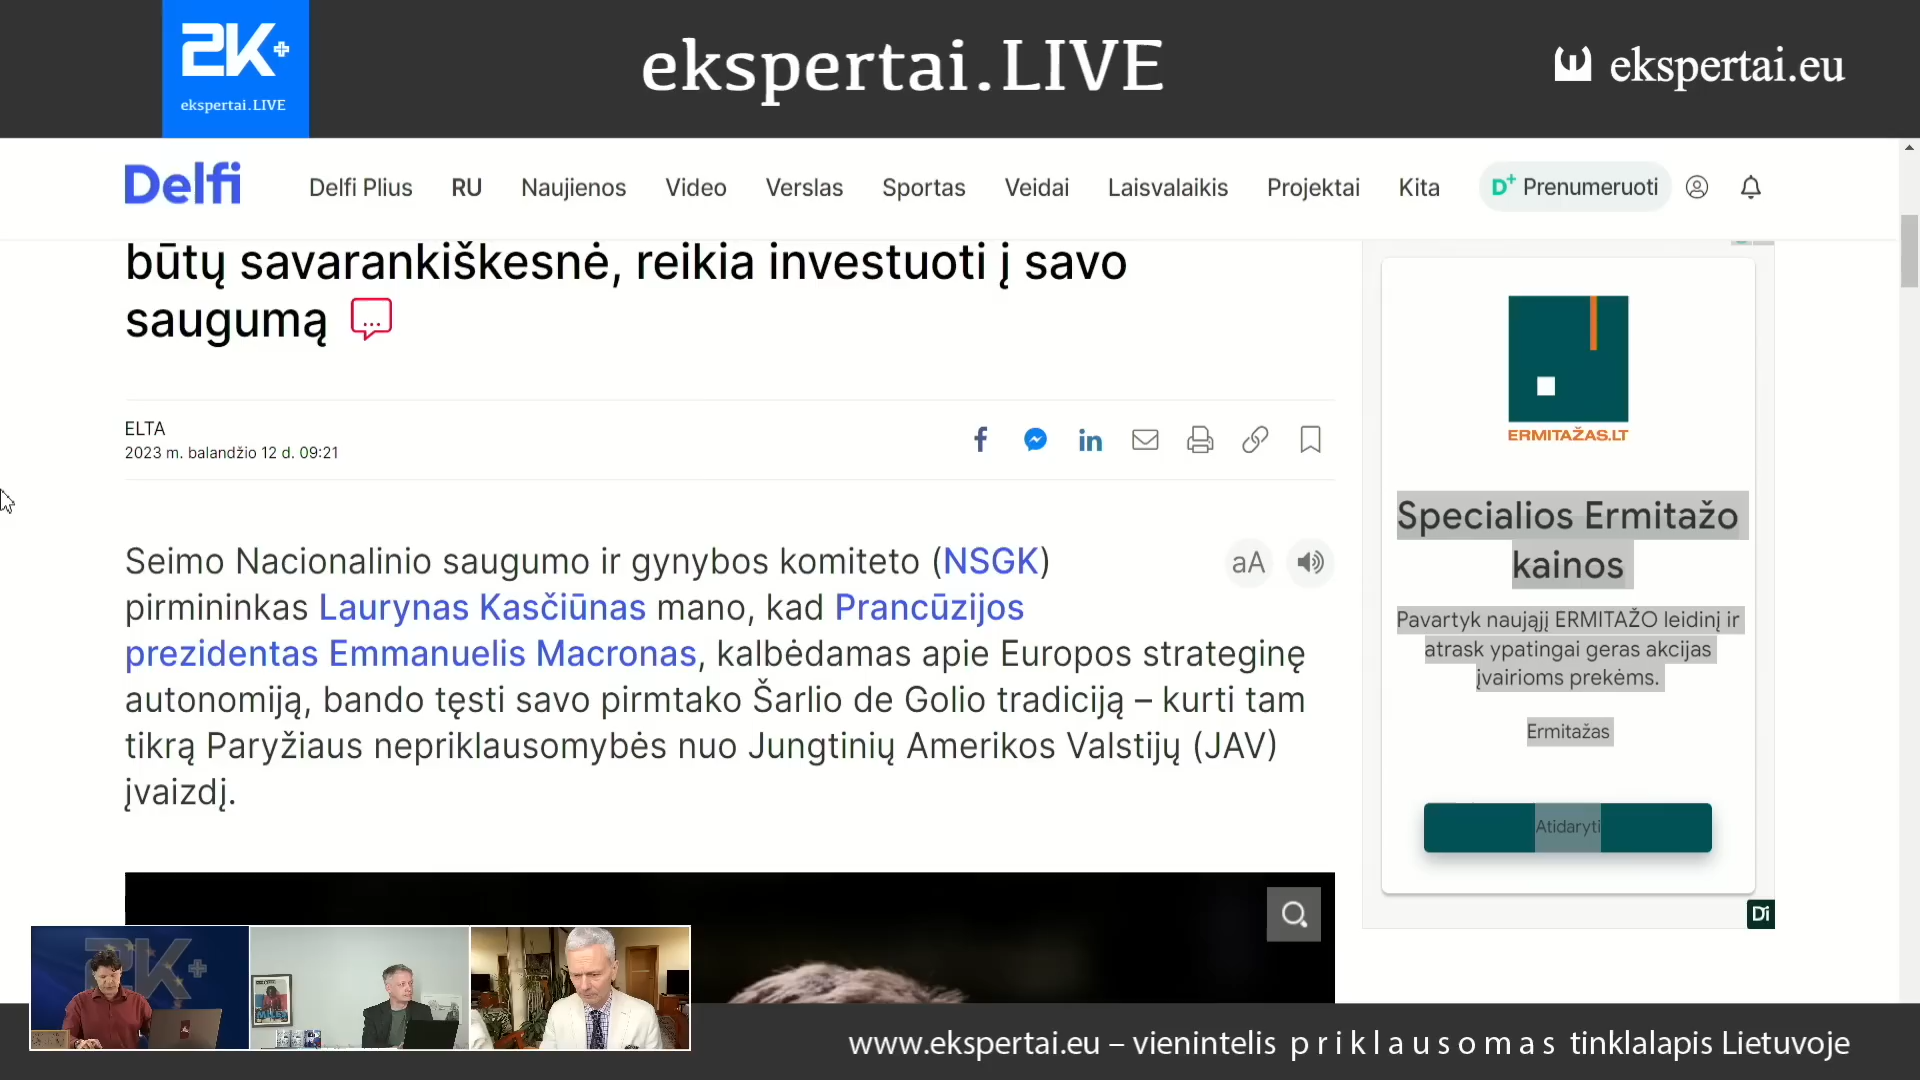 2K+
ekspertai.LIVE
ekspertai.LIVE
ekspertai.eu
Delfi
Delfi Plius RU Naujienos Video Verslas Sportas Veidai Laisvalaikis Projektai Kita D+ Prenumeruoti
būtų savarankiškesnė, reikia investuoti į savo
saugumą
ELTA
2023 m. balandžio 12 d. 09:21
Seimo Nacionalinio saugumo ir gynybos komiteto (NSGK)
pirmininkas Laurynas Kasčiūnas mano, kad Prancūzijos
prezidentas Emmanuelis Macronas, kalbėdamas apie Europos strateginę
autonomiją, bando tęsti savo pirmtako Šarlio de Golio tradiciją – kurti tam
tikrą Paryžiaus nepriklausomybės nuo Jungtinių Amerikos Valstijų (JAV)
įvaizdį.
aA
ERMITAŽAS.LT
Specialios Ermitažo
kainos
Pavartyk naująjį ERMITAŽO leidinį ir
atrask ypatingai geras akcijas
įvairioms prekėms.
Ermitažas
Atidaryti
Di
2K+
www.ekspertai.eu – vienintelis priklausomas tinklalapis Lietuvoje